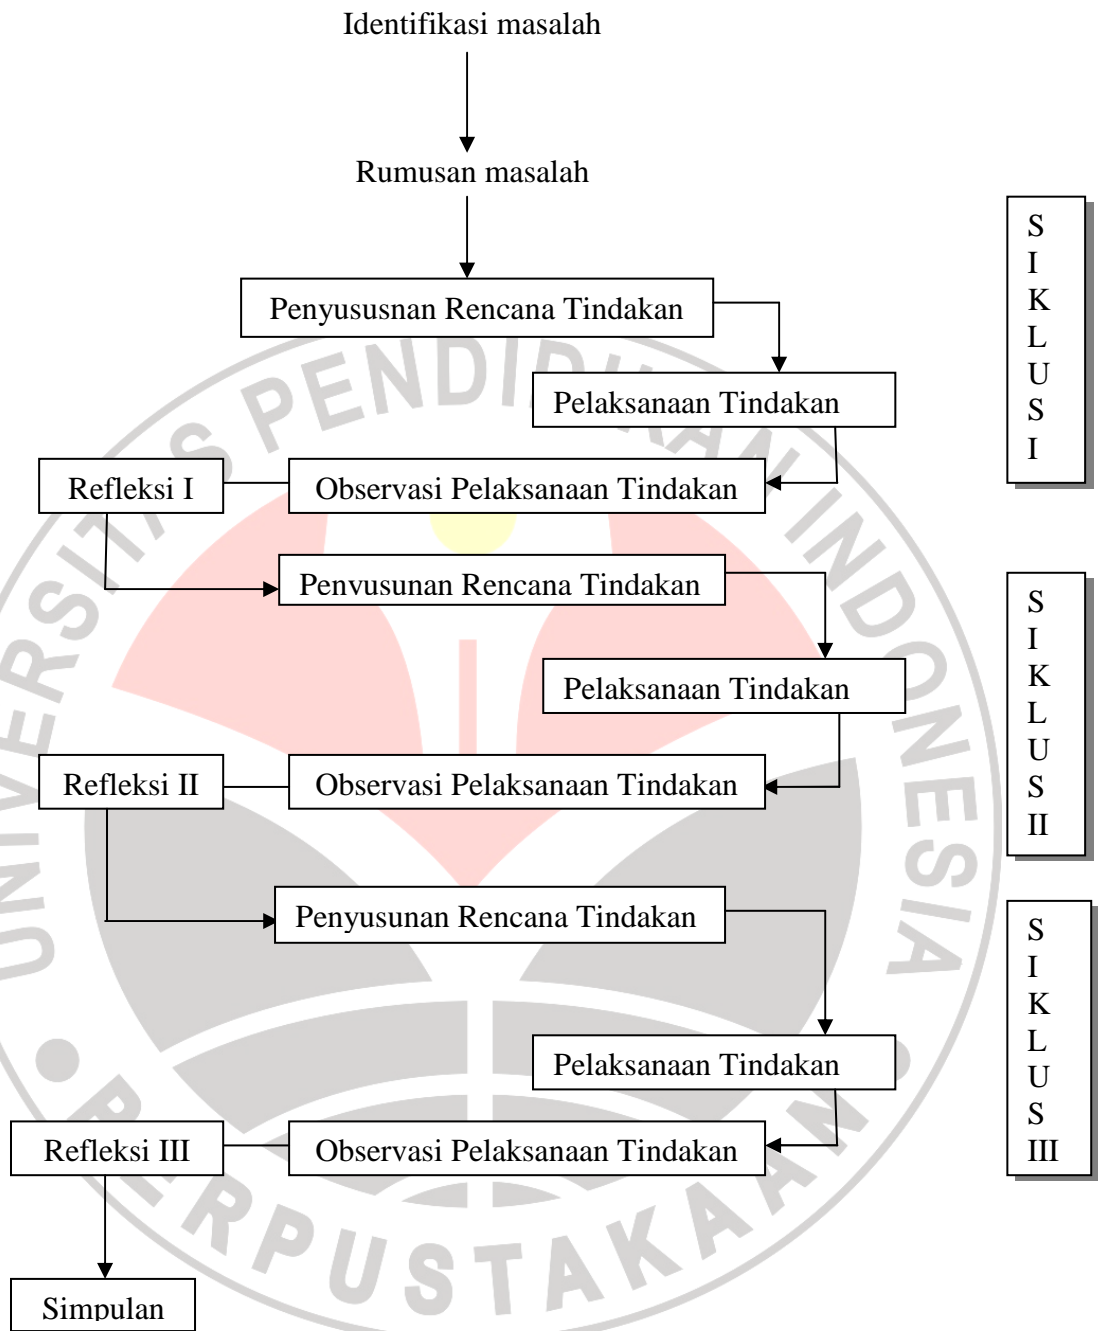 Identifikasi masalah
Rumusan masalah
Penyususnan Rencana Tindakan
Pelaksanaan Tindakan
Observasi Pelaksanaan Tindakan
Refleksi I
S
I
K
L
U
S
I
Penyusunan Rencana Tindakan
Pelaksanaan Tindakan
Observasi Pelaksanaan Tindakan
Refleksi II
S
I
K
L
U
S
II
Penyusunan Rencana Tindakan
Pelaksanaan Tindakan
Observasi Pelaksanaan Tindakan
Refleksi III
S
I
K
L
U
S
III
Simpulan
UNIVERSITAS PENDIDIKAN INDONESIA
PERPUSTAKAAN